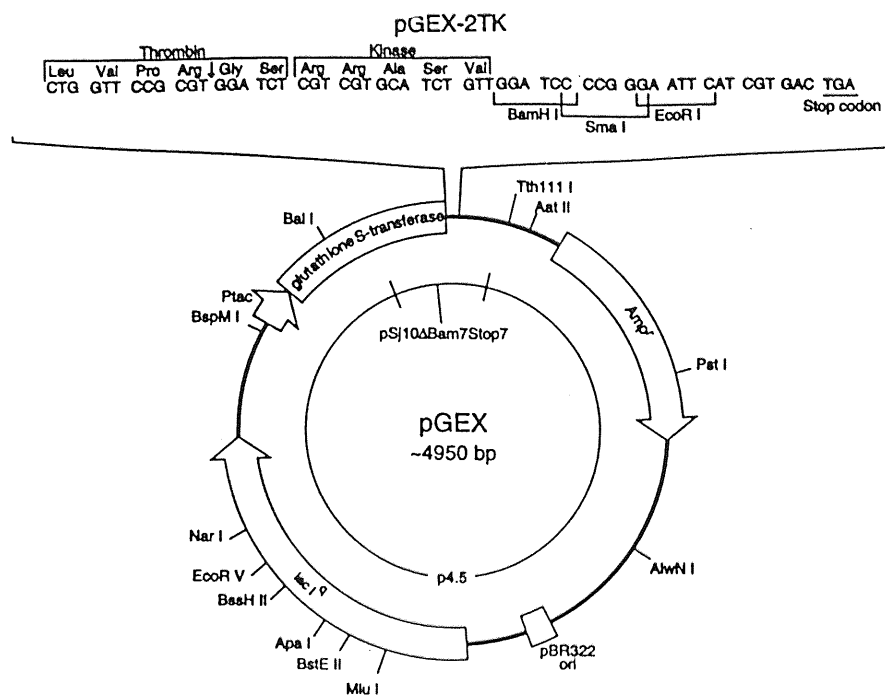 pGEX-2TK
Thrombin Kinase
Leu Val Pro Arg↓Gly Ser Arg Arg Ala Ser Val
CTG GTT CCG CGT GGA TCT CGT CGT GCA TCT GTT GGA TCC CCG GGA ATT CAT CGT GAC TGA
BamH I EcoR I Stop codon
Sma I
Tth111 I
Aat II
Bal I
glutathione S-transferase
Ptac
BspM I
pSj10ΔBam7Stop7
Ampr
Pst I
pGEX
~4950 bp
Nar I
EcoR V
BssH II
lac I q
p4.5
AlwN I
Apa I
BstE II
Mlu I
pBR322
ori